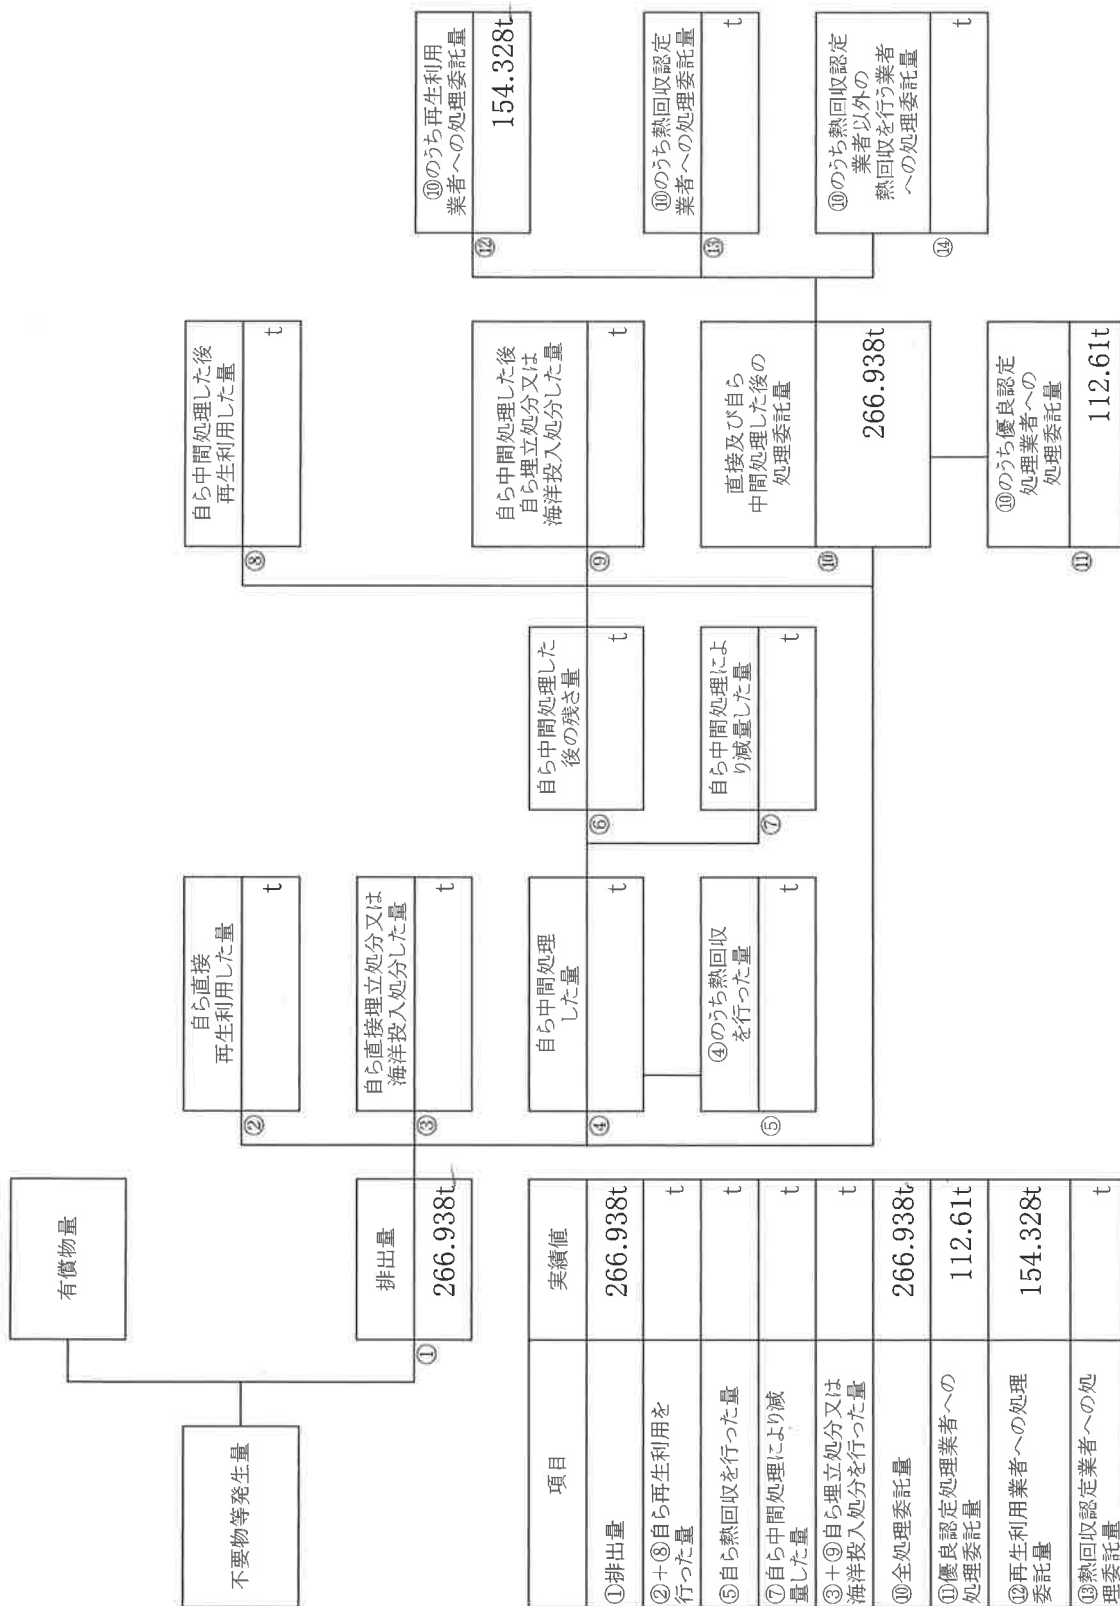 不要物等発生量
有償物量
①
排出量
266.938t
②
自ら直接
再生利用した量
t
③
自ら直接埋立処分又は
海洋投入処分した量
t
④
自ら中間処理
した量
t
⑤
④のうち熱回収
を行った量
t
⑥
自ら中間処理した
後の残さ量
t
⑦
自ら中間処理によ
り減量した量
t
⑧
自ら中間処理した後
再生利用した量
t
⑨
自ら中間処理した後
自ら埋立処分又は
海洋投入処分した量
t
⑩
直接及び自ら
中間処理した後の
処理委託量
266.938t
⑪
⑩のうち優良認定
処理業者への
処理委託量
112.61t
⑫
⑩のうち再生利用
業者への処理委託量
154.328t
⑬
⑩のうち熱回収認定
業者への処理委託量
t
⑭
⑩のうち熱回収認定
業者以外の
熱回収を行う業者
への処理委託量
t
項目
実績値
①排出量
266.938t
②+⑧自ら再生利用を
行った量
t
⑤自ら熱回収を行った量
t
⑦自ら中間処理により減
量した量
t
③+⑨自ら埋立処分又は
海洋投入処分を行った量
t
⑩全処理委託量
266.938t
⑪優良認定処理業者への
処理委託量
112.61t
⑫再生利用業者への処理
委託量
154.328t
⑬熱回収認定業者への処
理委託量
t